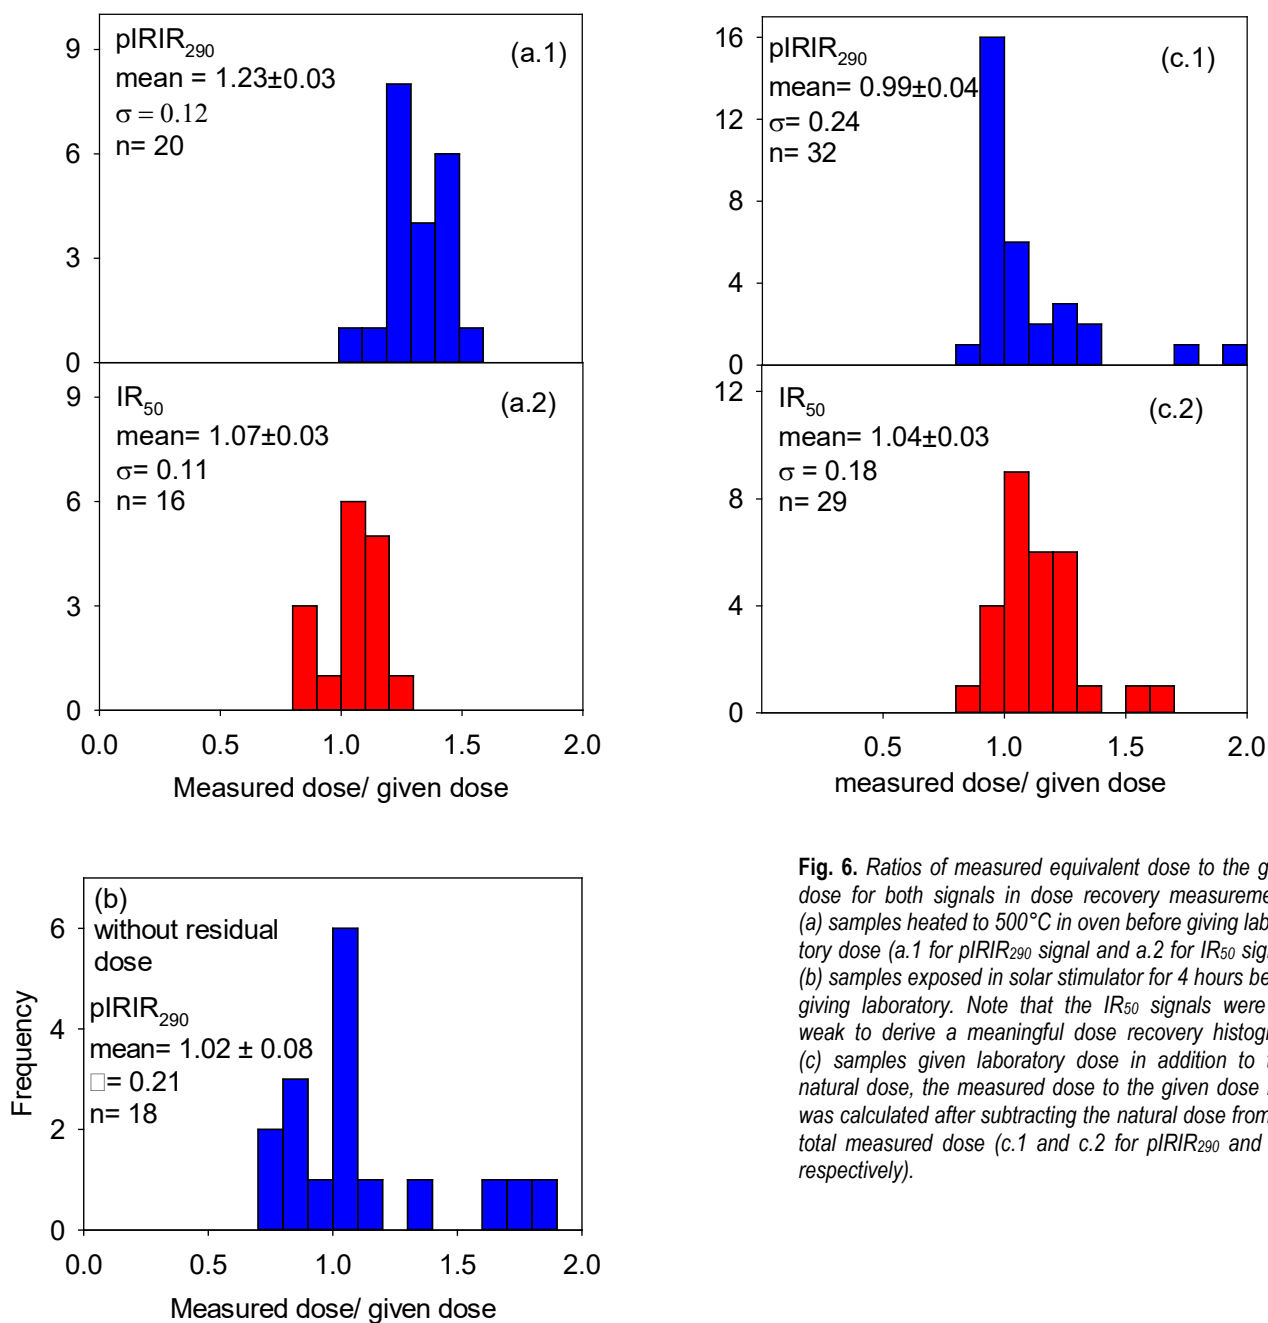 pIRIR290
mean = 1.23±0.03
σ = 0.12
n= 20
(a.1)
9
6
3
0
IR50
mean= 1.07±0.03
σ= 0.11
n= 16
(a.2)
9
6
3
0
0.0 0.5 1.0 1.5 2.0
Measured dose/ given dose
pIRIR290
mean= 0.99±0.04
σ= 0.24
n= 32
(c.1)
16
12
8
4
0
IR50
mean= 1.04±0.03
σ = 0.18
n= 29
(c.2)
12
8
4
0
0.5 1.0 1.5 2.0
measured dose/ given dose
(b)
without residual
dose
pIRIR290
mean= 1.02 ± 0.08
□= 0.21
n= 18
Frequency
6
4
2
0
0.0 0.5 1.0 1.5 2.0
Measured dose/ given dose
Fig. 6. Ratios of measured equivalent dose to the g
dose for both signals in dose recovery measureme
(a) samples heated to 500°C in oven before giving lab
tory dose (a.1 for pIRIR290 signal and a.2 for IR50 sign
(b) samples exposed in solar stimulator for 4 hours be
giving laboratory. Note that the IR50 signals were
weak to derive a meaningful dose recovery histog
(c) samples given laboratory dose in addition to t
natural dose, the measured dose to the given dose
was calculated after subtracting the natural dose from
total measured dose (c.1 and c.2 for pIRIR290 and
respectively).